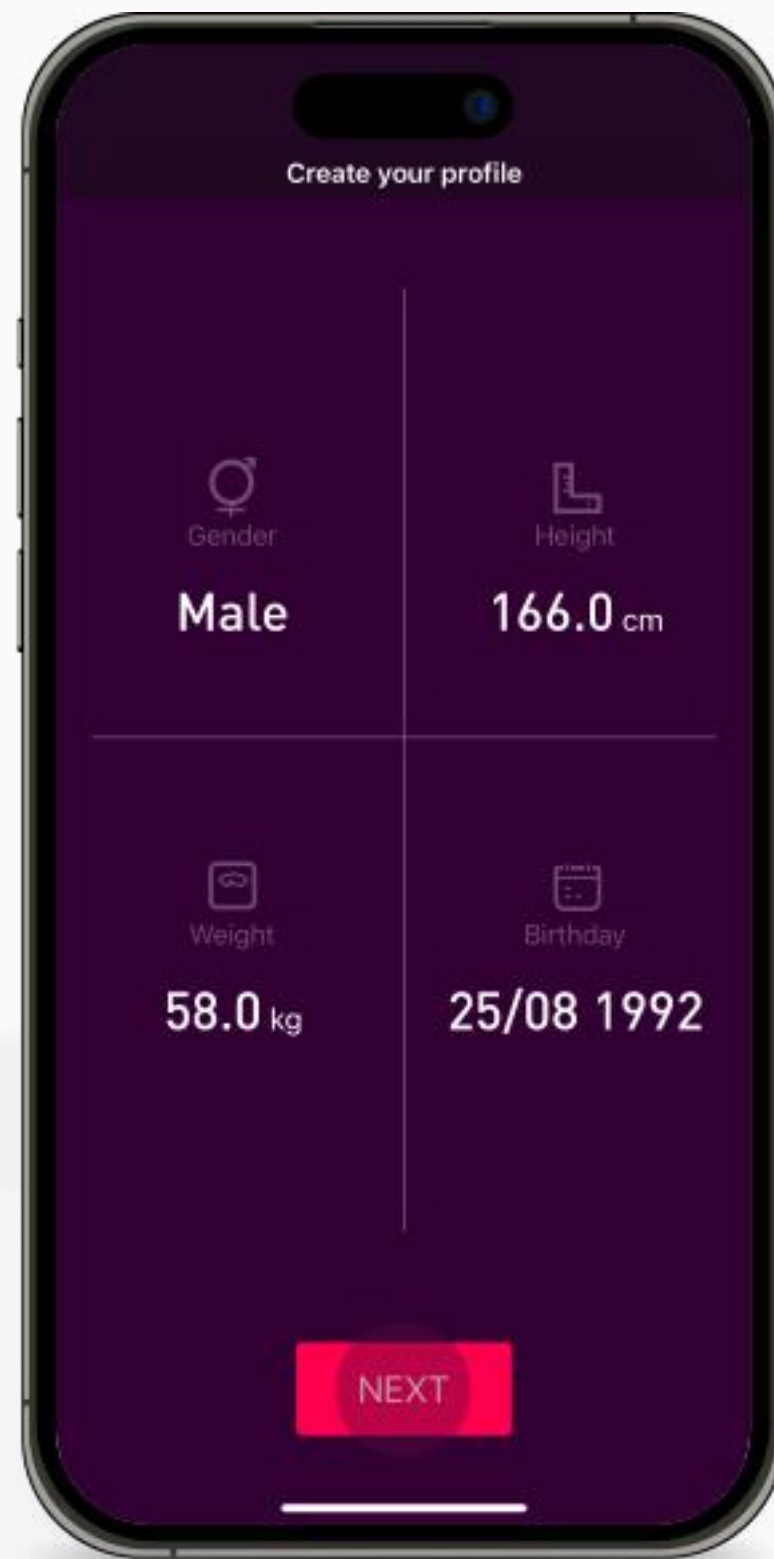 Create your profile
Gender
Male
Height
166.0 cm
Weight
58.0 kg
Birthday
25/08 1992
NEXT